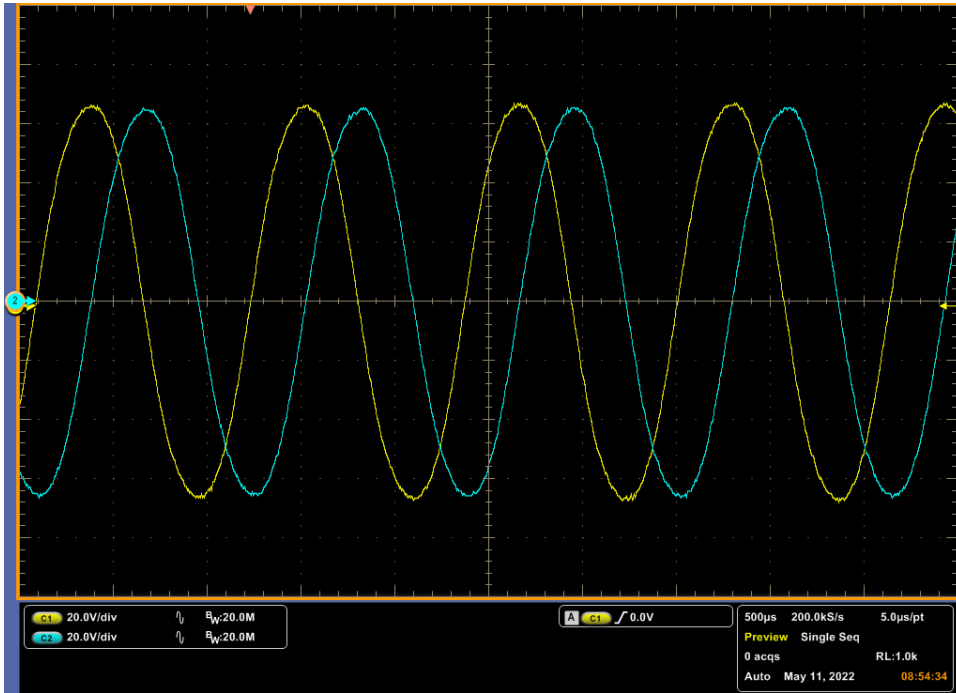 2
C1 20.0V/div BW:20.0M
C2 20.0V/div BW:20.0M
A C1 0.0V
500µs 200.0kS/s 5.0µs/pt
Preview Single Seq
0 acqs RL:1.0k
Auto May 11, 2022 08:54:34